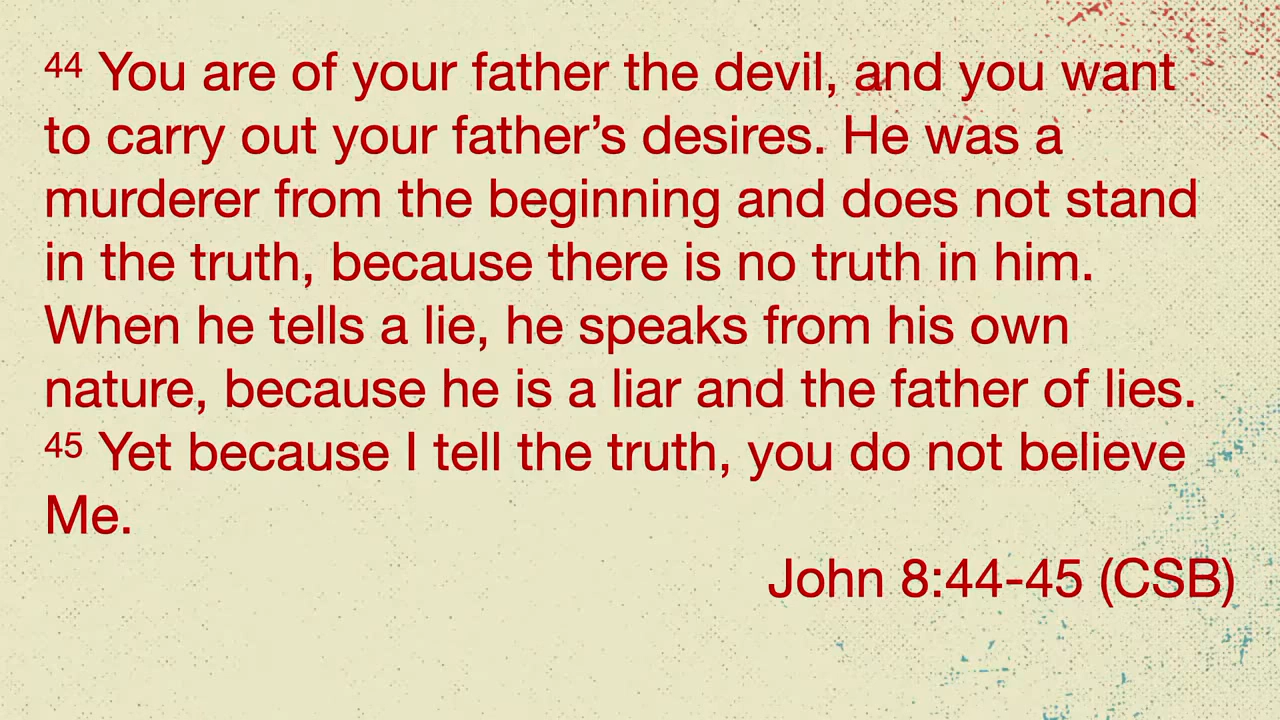 44 You are of your father the devil, and you want
to carry out your father’s desires. He was a
murderer from the beginning and does not stand
in the truth, because there is no truth in him.
When he tells a lie, he speaks from his own
nature, because he is a liar and the father of lies.
45 Yet because I tell the truth, you do not believe
Me.
John 8:44-45 (CSB)